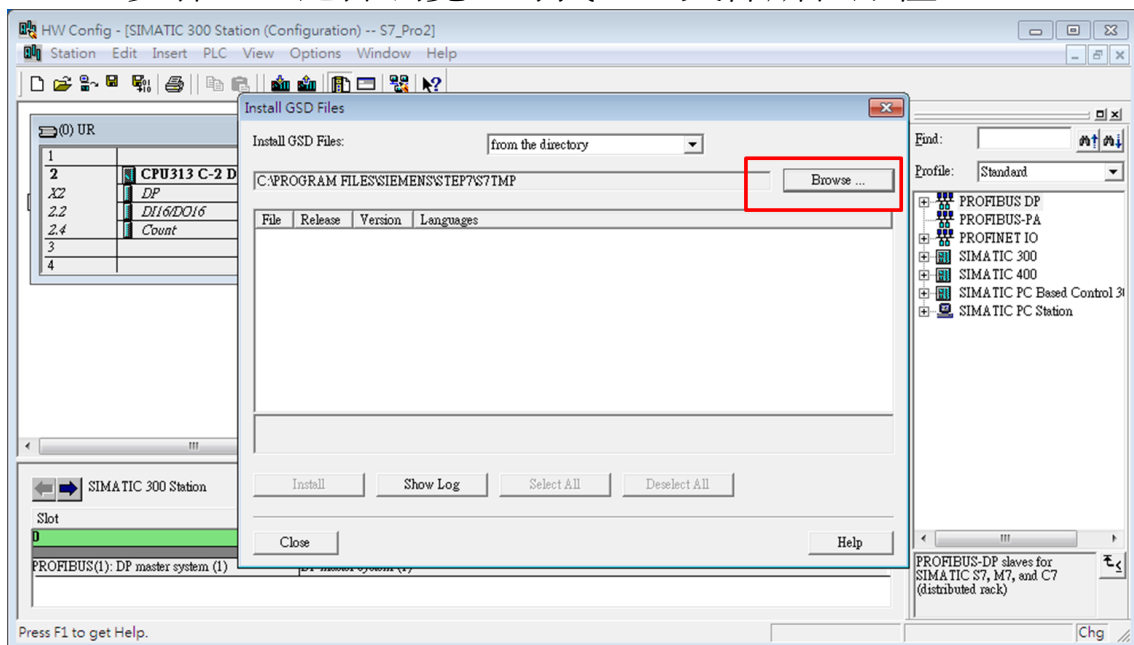 HW Config - [SIMATIC 300 Station (Configuration) -- S7_Pro2]
Station Edit Insert PLC View Options Window Help
Install GSD Files
(0) UR
Install GSD Files: from the directory
C:\PROGRAM FILES\SIEMENS\STEP7\S7TMP Browse ...
File Release Version Languages
1
2 CPU313 C-2 D
X2 DP
2.2 DI16/DO16
2.4 Count
3
4
Install Show Log Select All Deselect All
Close Help
Find:
Profile: Standard
PROFIBUS DP
PROFIBUS-PA
PROFINET IO
SIMATIC 300
SIMATIC 400
SIMATIC PC Based Control 3
SIMATIC PC Station
SIMATIC 300 Station
Slot
0
PROFIBUS(1): DP master system (1)
PROFIBUS-DP slaves for
SIMATIC S7, M7, and C7
(distributed rack)
Press F1 to get Help.
Chg